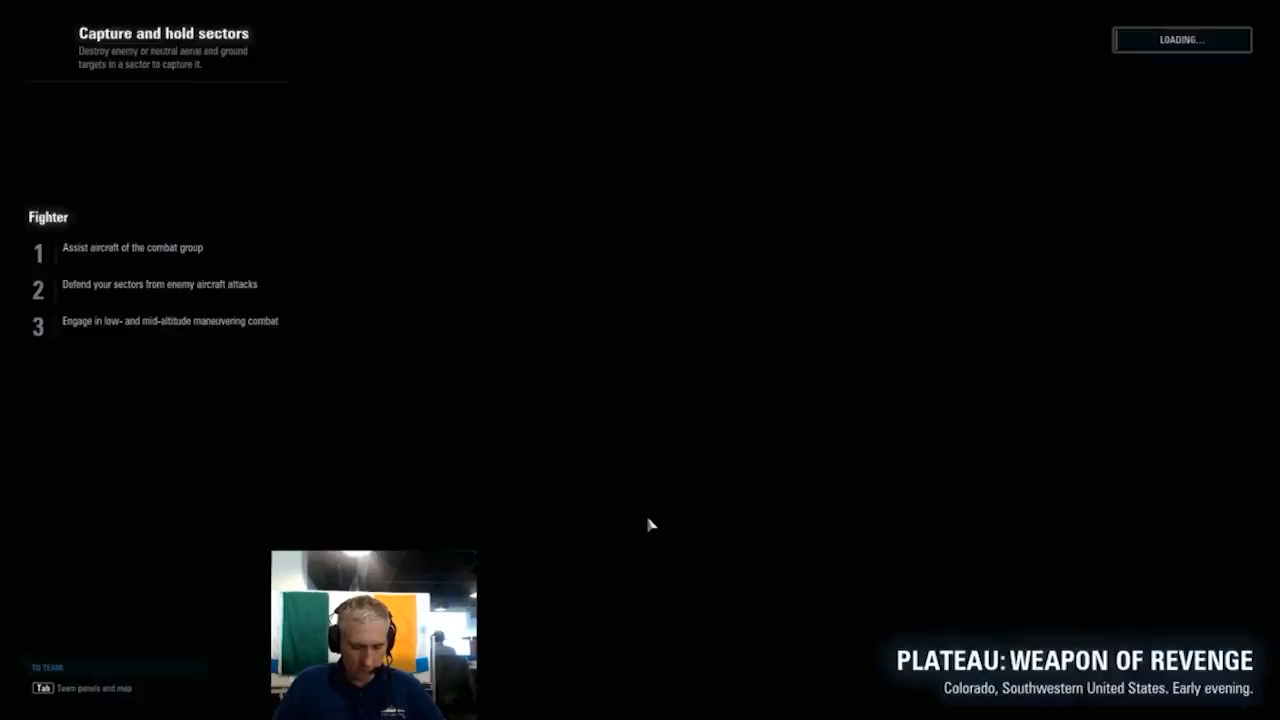 Capture and hold sectors
Destroy enemy or neutral aerial and ground
targets in a sector to capture it.
LOADING...
Fighter
1 Assist aircraft of the combat group
2 Defend your sectors from enemy aircraft attacks
3 Engage in low- and mid-altitude maneuvering combat
TO TEAM:
Tab Team panels and map
PLATEAU: WEAPON OF REVENGE
Colorado, Southwestern United States. Early evening.